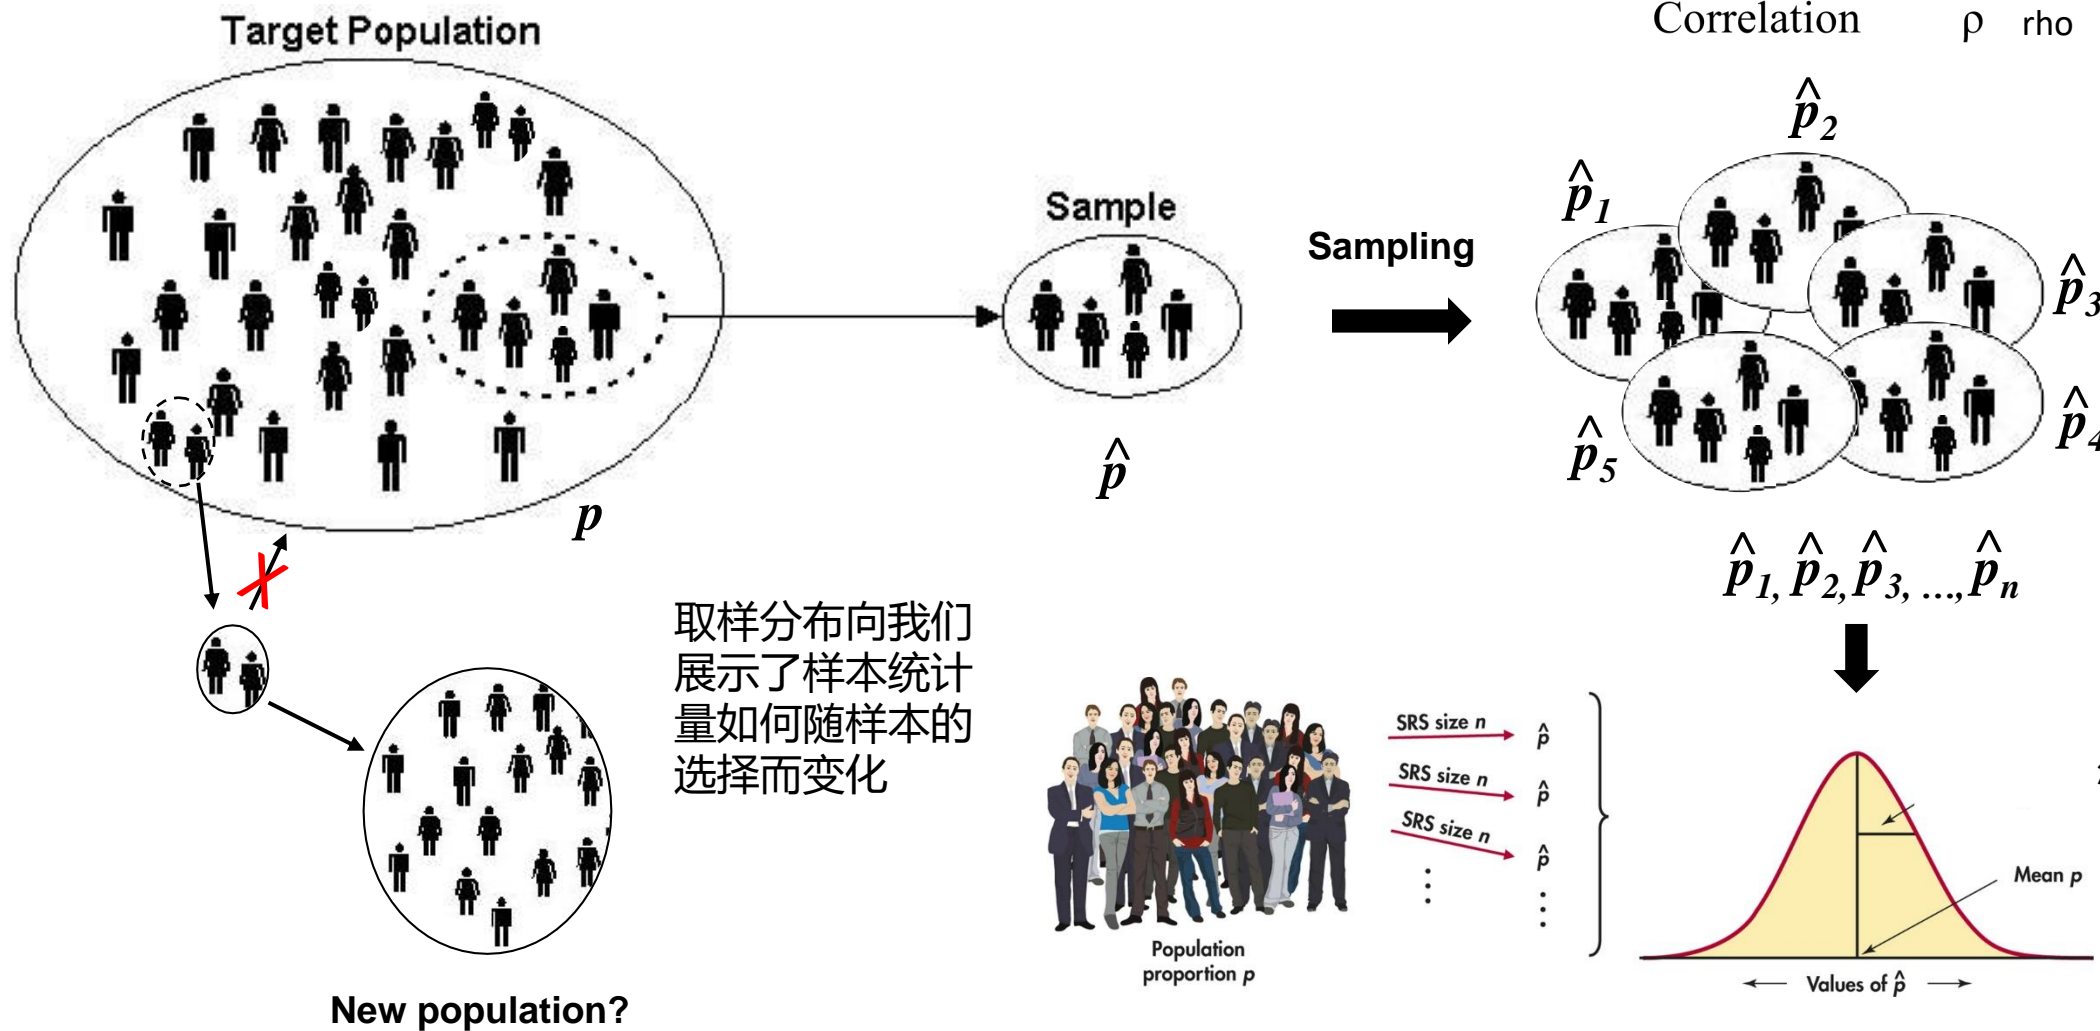 Target Population
Correlation ρ rho
p̂2
p̂1
Sample
Sampling
p̂3
p̂4
p̂5
p̂
p
p̂1, p̂2, p̂3, ..., p̂n
取样分布向我们
展示了样本统计
量如何随样本的
选择而变化
SRS size n p̂
SRS size n p̂
SRS size n p̂
Mean p
Population
proportion p
Values of p̂
New population?